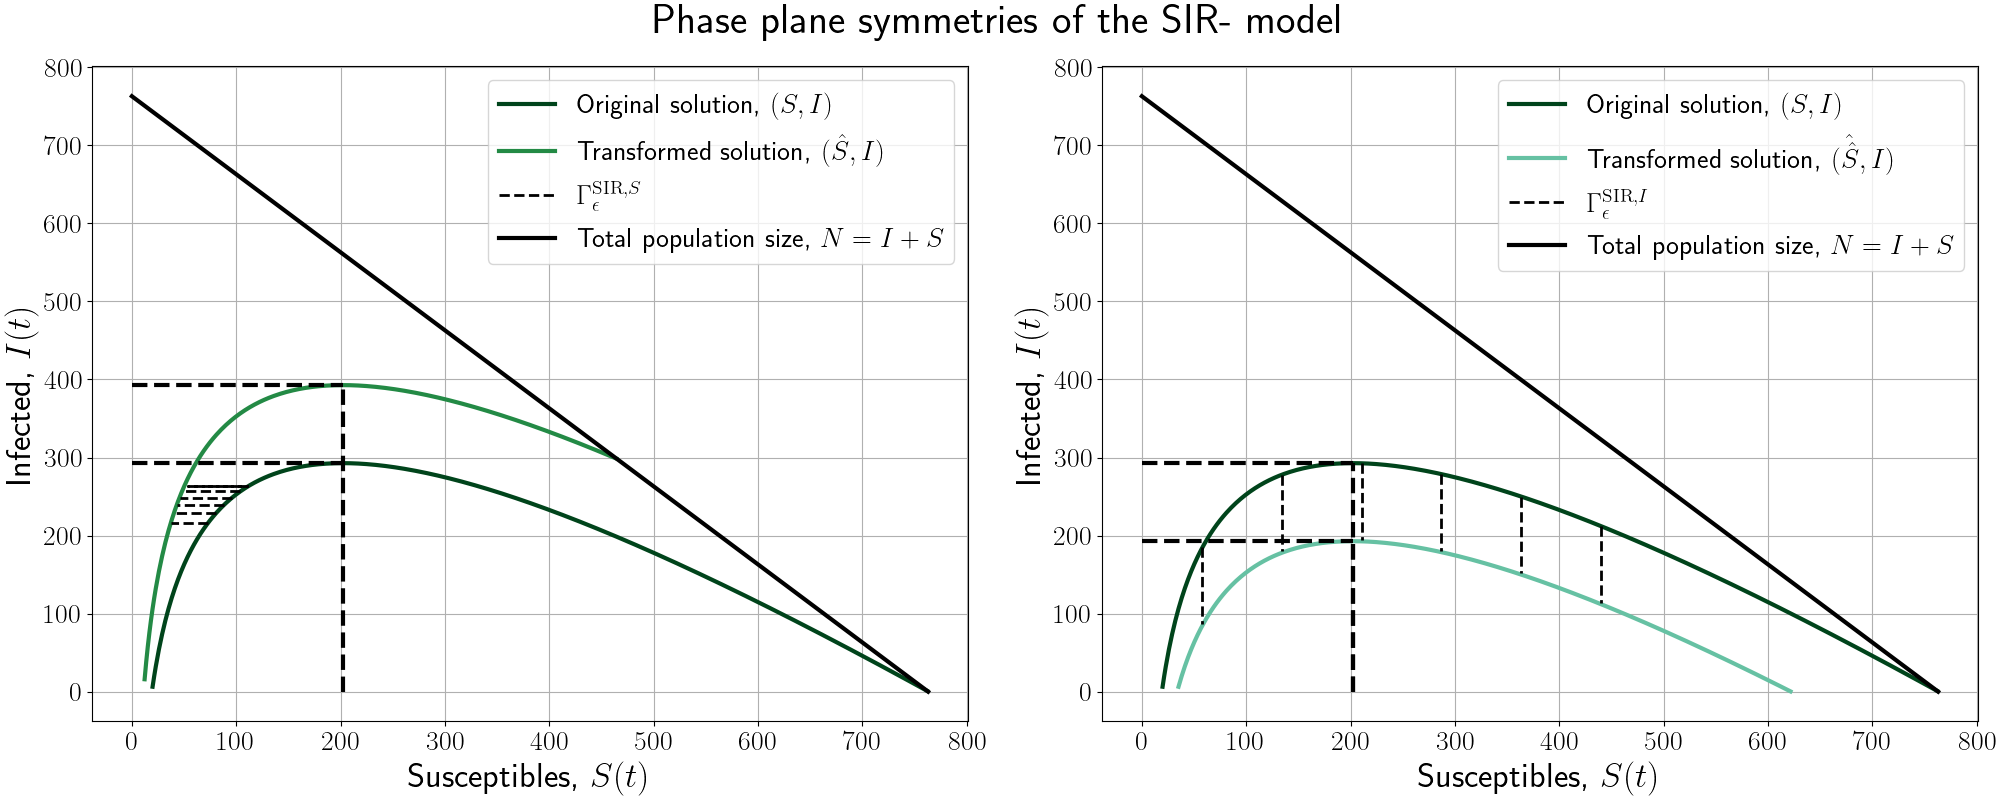 Phase plane symmetries of the SIR- model
800
700
600
500
400
300
200
100
0
Infected, I(t)
Original solution, (S, I)
Transformed solution, (Ŝ, I)
Γ_ϵ^{SIR,S}
Total population size, N = I + S
0 100 200 300 400 500 600 700 800
Susceptibles, S(t)
800
700
600
500
400
300
200
100
0
Infected, I(t)
Original solution, (S, I)
Transformed solution, (Ŝ̂, I)
Γ_ϵ^{SIR,I}
Total population size, N = I + S
0 100 200 300 400 500 600 700 800
Susceptibles, S(t)